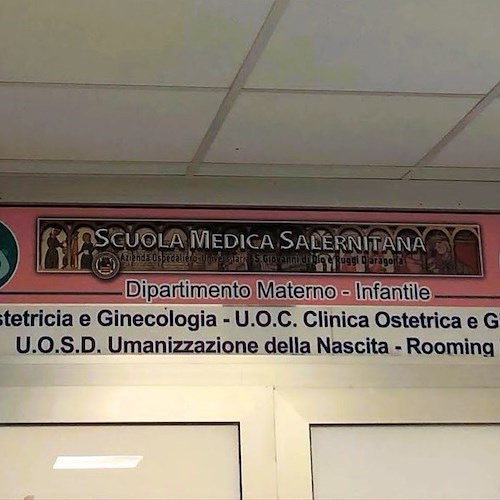 SCUOLA MEDICA SALERNITANA
Azienda Ospedaliero-Universitaria S.Giovanni di Dio e Ruggi D'aragona
Dipartimento Materno - Infantile
stetricia e Ginecologia - U.O.C. Clinica Ostetrica e G
U.O.S.D. Umanizzazione della Nascita - Rooming